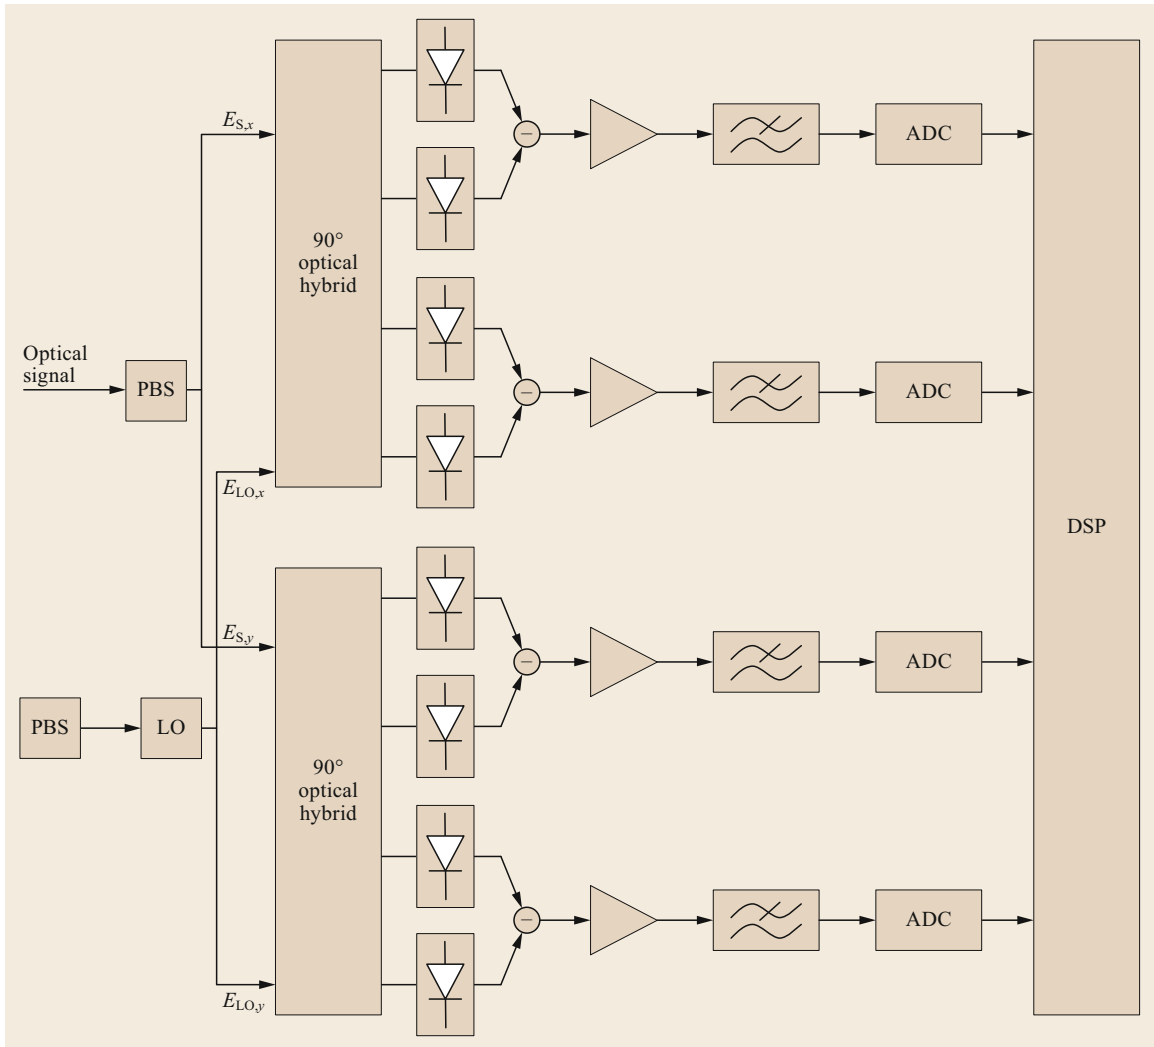 E_S,x
ADC
90°
optical
hybrid
Optical
signal
PBS
ADC
E_LO,x
DSP
E_S,y
ADC
PBS
LO
90°
optical
hybrid
ADC
E_LO,y